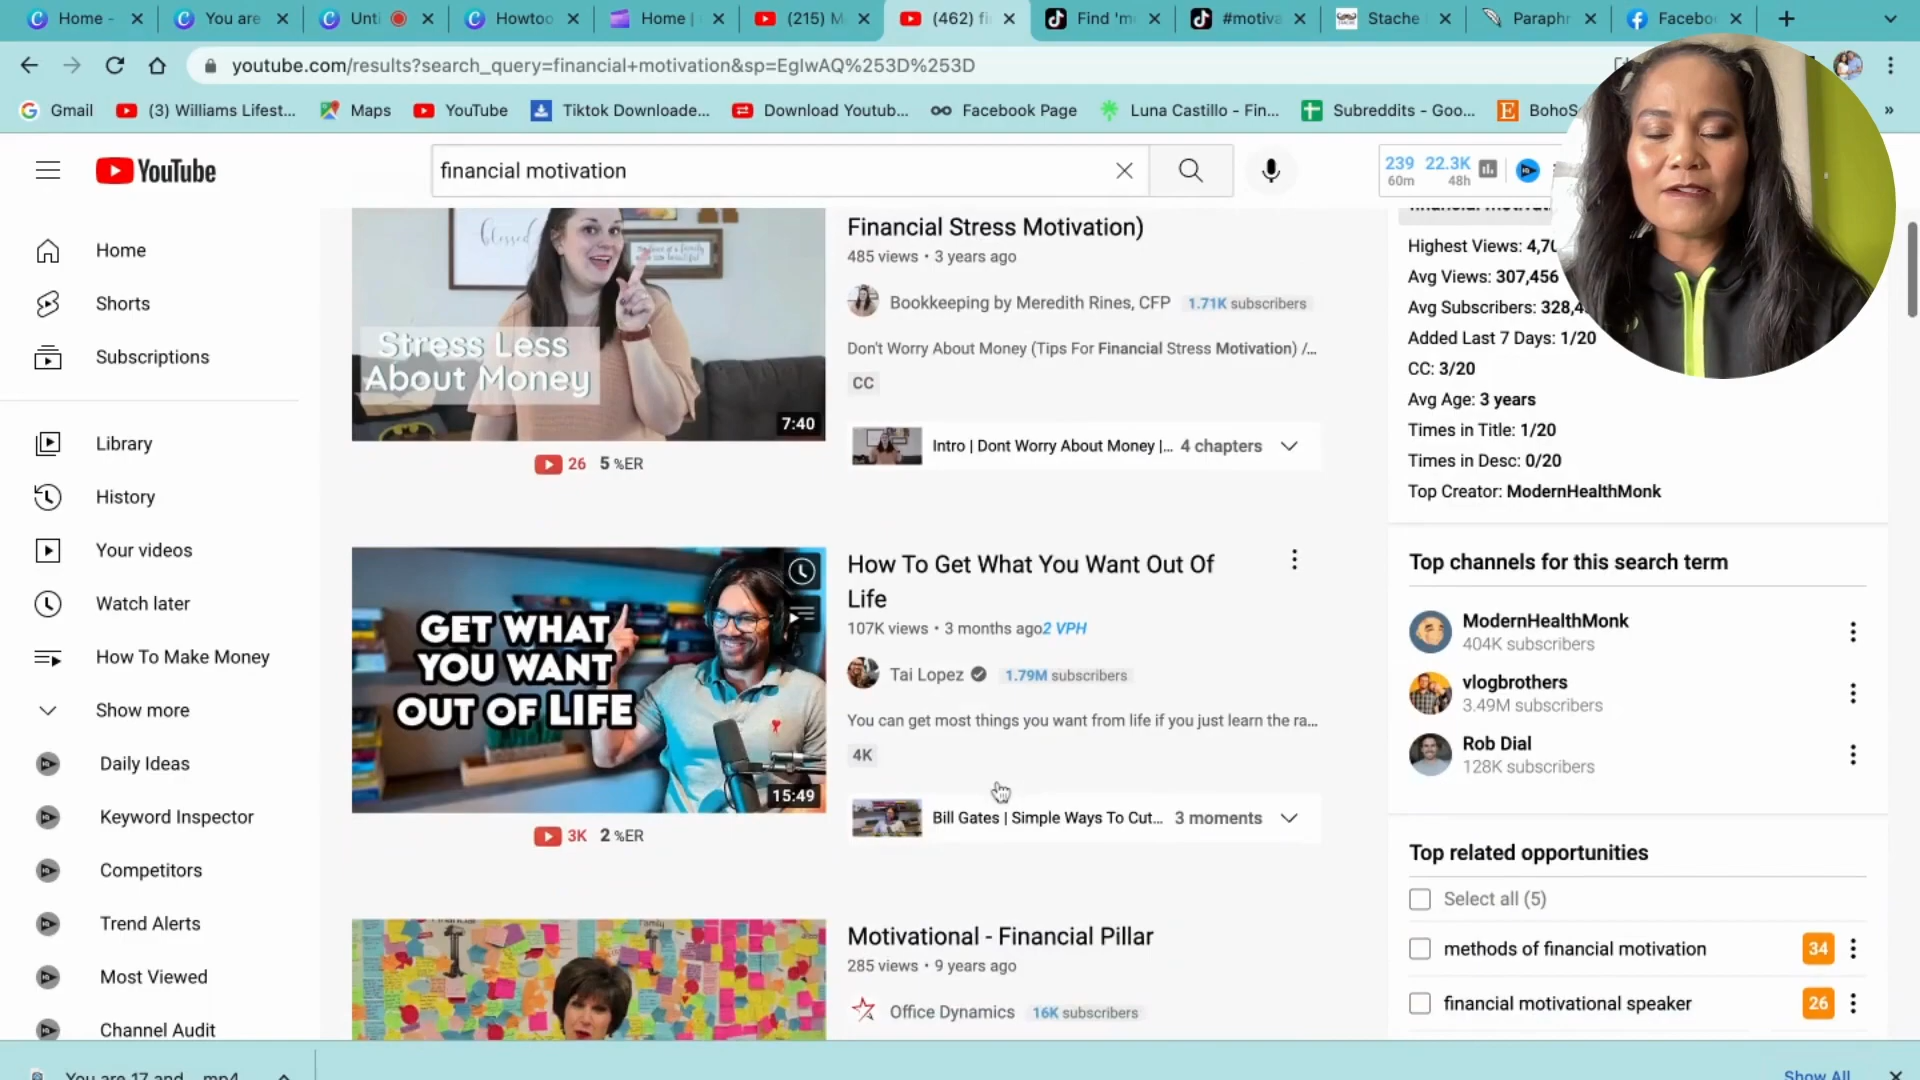 Home -
You are
Unti
Howtoo
Home |
(215) M
(462) fi
Find 'm
#motiva
Stache
Paraphr
Facebo
youtube.com/results?search_query=financial+motivation&sp=EgIwAQ%253D%253D
Gmail
(3) Williams Lifest...
Maps
YouTube
Tiktok Downloade...
Download Youtub...
Facebook Page
Luna Castillo - Fin...
Subreddits - Goo...
BohoS
YouTube
financial motivation
239 22.3K
60m 48h
Home
Shorts
Subscriptions
Library
History
Your videos
Watch later
How To Make Money
Show more
Daily Ideas
Keyword Inspector
Competitors
Trend Alerts
Most Viewed
Channel Audit
blessed
Stress Less
About Money
7:40
26 5 %ER
Financial Stress Motivation)
485 views • 3 years ago
Bookkeeping by Meredith Rines, CFP 1.71K subscribers
Don't Worry About Money (Tips For Financial Stress Motivation) /...
CC
Intro | Dont Worry About Money |... 4 chapters
GET WHAT
YOU WANT
OUT OF LIFE
15:49
3K 2 %ER
How To Get What You Want Out Of
Life
107K views • 3 months ago2 VPH
Tai Lopez 1.79M subscribers
You can get most things you want from life if you just learn the ra...
4K
Bill Gates | Simple Ways To Cut... 3 moments
Motivational - Financial Pillar
285 views • 9 years ago
Office Dynamics 16K subscribers
Highest Views: 4,70
Avg Views: 307,456
Avg Subscribers: 328,4
Added Last 7 Days: 1/20
CC: 3/20
Avg Age: 3 years
Times in Title: 1/20
Times in Desc: 0/20
Top Creator: ModernHealthMonk
Top channels for this search term
ModernHealthMonk
404K subscribers
vlogbrothers
3.49M subscribers
Rob Dial
128K subscribers
Top related opportunities
Select all (5)
methods of financial motivation 34
financial motivational speaker 26
You are 17 and....mp4
Show All